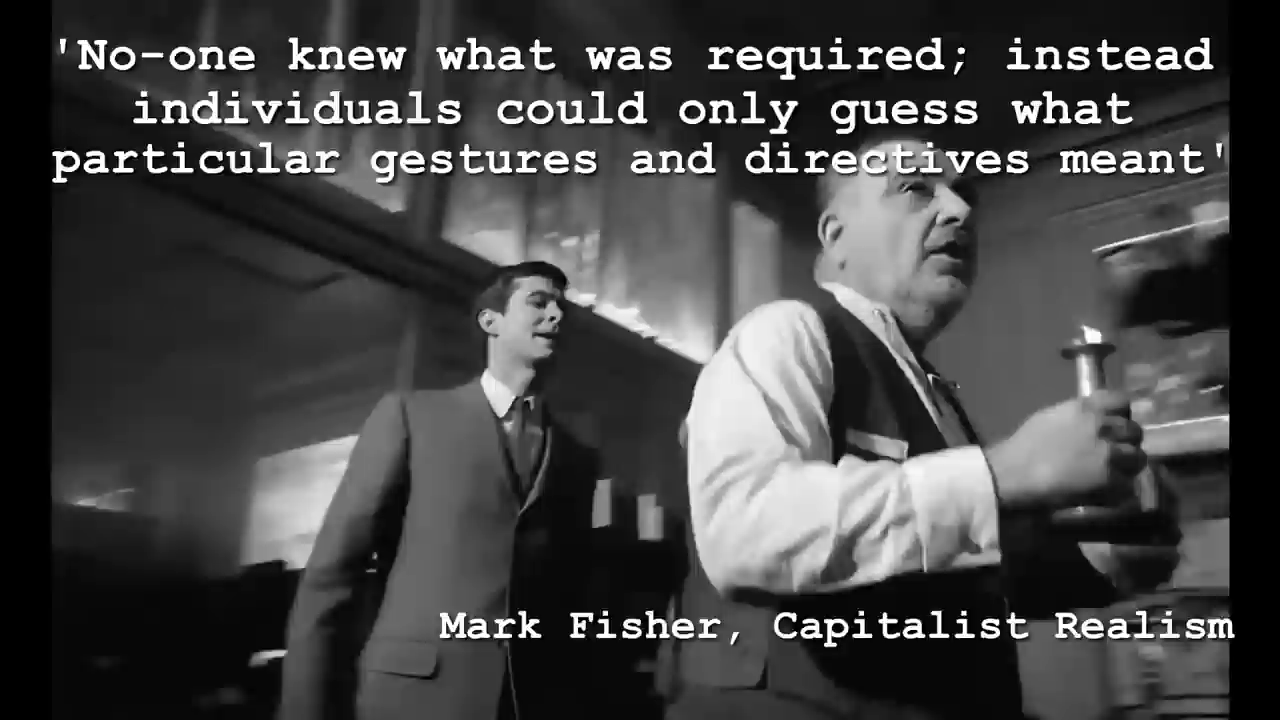 'No-one knew what was required; instead
individuals could only guess what
particular gestures and directives meant'
Mark Fisher, Capitalist Realism